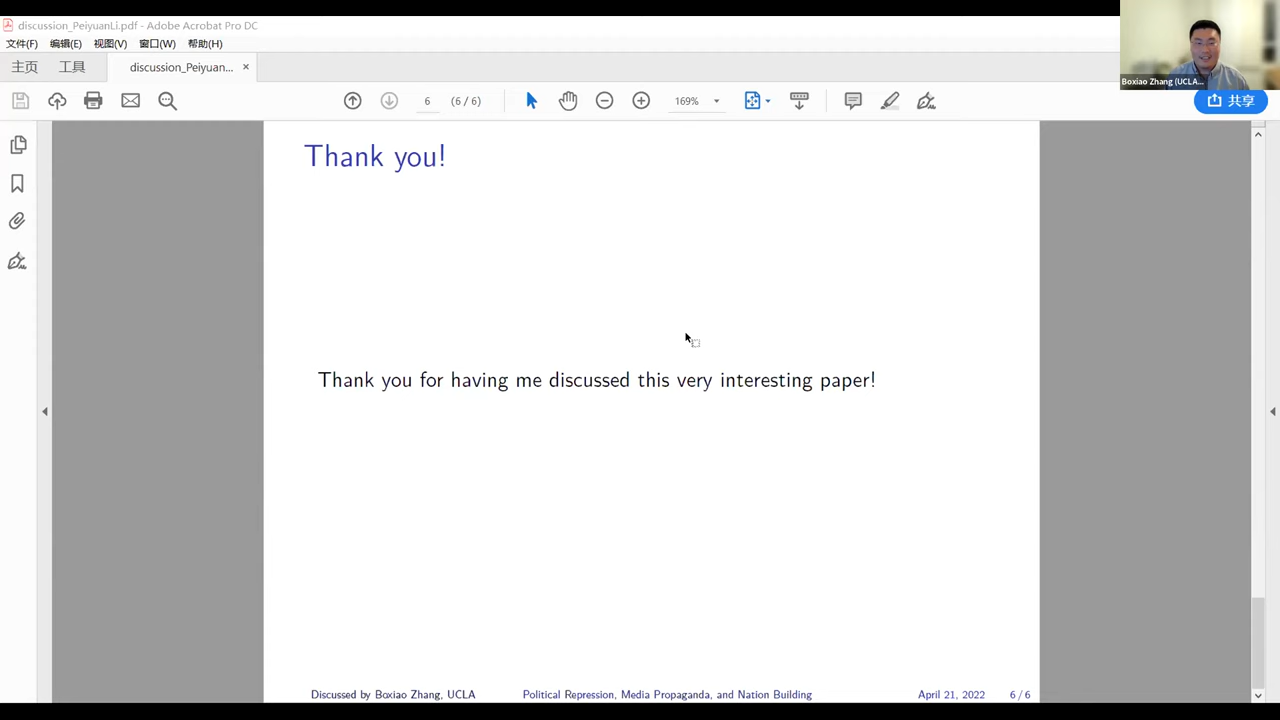 discussion_PeiyuanLi.pdf - Adobe Acrobat Pro DC
文件(F) 编辑(E) 视图(V) 窗口(W) 帮助(H)
主页 工具 discussion_Peiyuan... ×
6 (6 / 6) 169%
Boxiao Zhang (UCLA...
共享
Thank you!
Thank you for having me discussed this very interesting paper!
Discussed by Boxiao Zhang, UCLA Political Repression, Media Propaganda, and Nation Building April 21, 2022 6 / 6